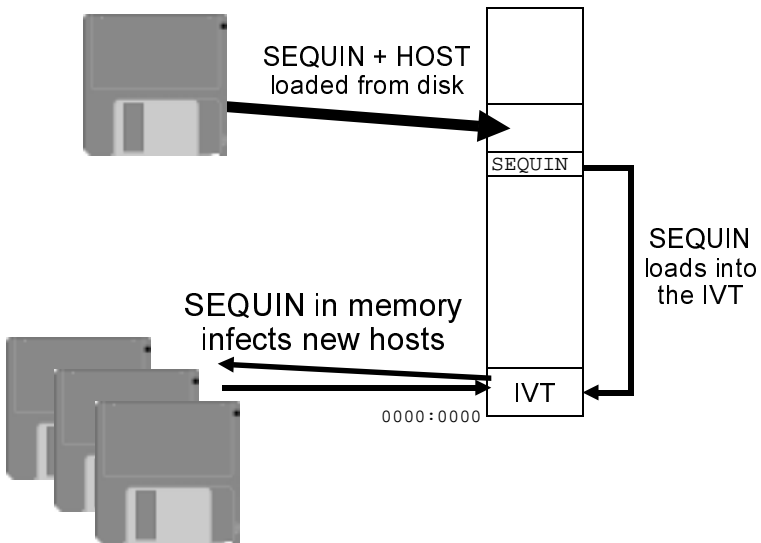 SEQUIN + HOST
loaded from disk
SEQUIN
SEQUIN
loads into
the IVT
SEQUIN in memory
infects new hosts
IVT
0000:0000